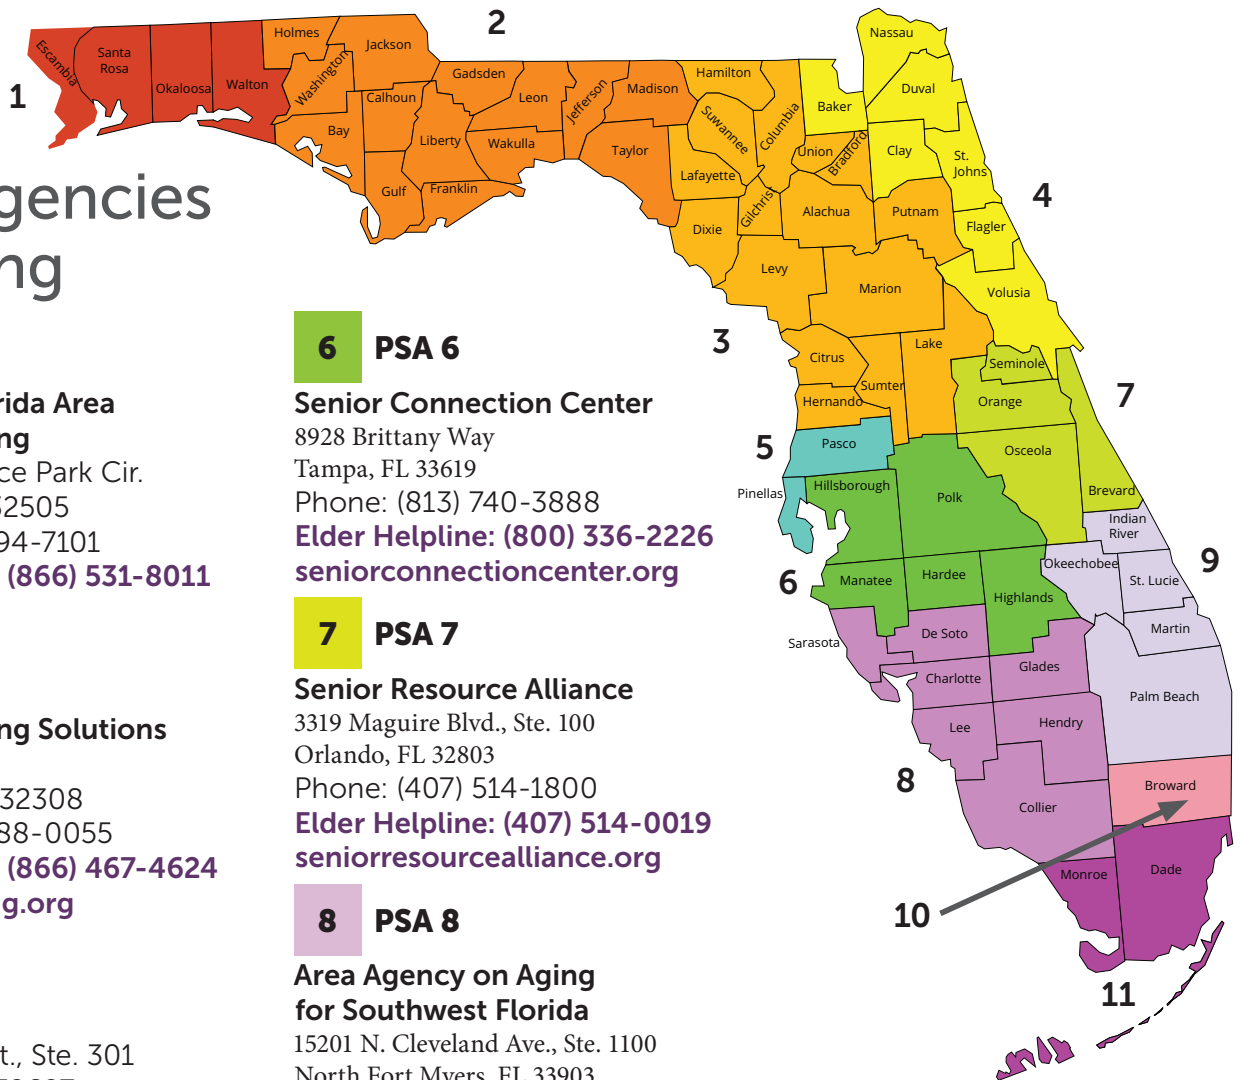 gencies
ng
rida Area
ng
ce Park Cir.
32505
94-7101
(866) 531-8011
ng Solutions
32308
88-0055
(866) 467-4624
g.org
t., Ste. 301
6 PSA 6
Senior Connection Center
8928 Brittany Way
Tampa, FL 33619
Phone: (813) 740-3888
Elder Helpline: (800) 336-2226
seniorconnectioncenter.org
7 PSA 7
Senior Resource Alliance
3319 Maguire Blvd., Ste. 100
Orlando, FL 32803
Phone: (407) 514-1800
Elder Helpline: (407) 514-0019
seniorresourcealliance.org
8 PSA 8
Area Agency on Aging
for Southwest Florida
15201 N. Cleveland Ave., Ste. 1100
North Fort Myers, FL 33903
1
2
3
4
5
6
7
8
9
10
11
Escambia
Santa
Rosa
Okaloosa
Walton
Holmes
Washington
Jackson
Bay
Calhoun
Gulf
Liberty
Franklin
Gadsden
Leon
Wakulla
Jefferson
Madison
Taylor
Hamilton
Suwannee
Lafayette
Dixie
Columbia
Gilchrist
Union
Bradford
Alachua
Putnam
Levy
Marion
Citrus
Hernando
Sumter
Lake
Nassau
Baker
Duval
Clay
St.
Johns
Flagler
Volusia
Pasco
Pinellas
Hillsborough
Polk
Manatee
Hardee
Highlands
Seminole
Orange
Osceola
Brevard
Sarasota
De Soto
Charlotte
Glades
Lee
Hendry
Collier
Indian
River
Okeechobee
St. Lucie
Martin
Palm Beach
Broward
Monroe
Dade